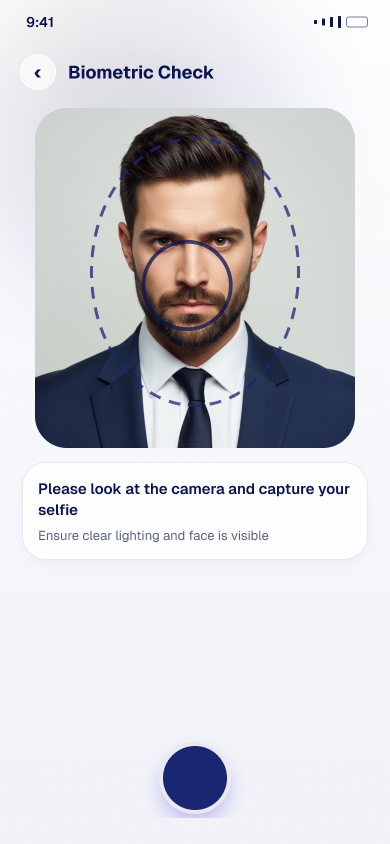 9:41
Biometric Check
Please look at the camera and capture your
selfie
Ensure clear lighting and face is visible